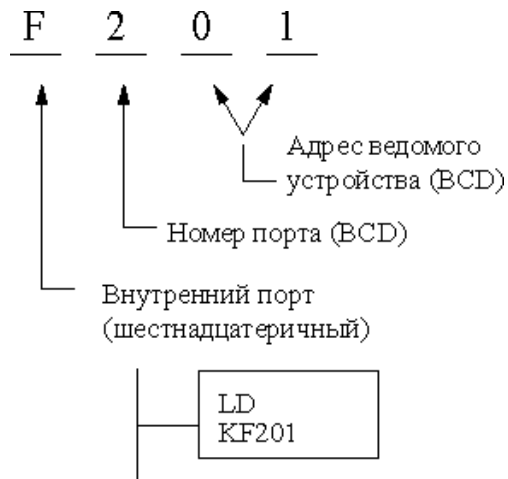 F 2 0 1
Адрес ведомого
устройства (BCD)
Номер порта (BCD)
Внутренний порт
(шестнадцатеричный)
LD
KF201